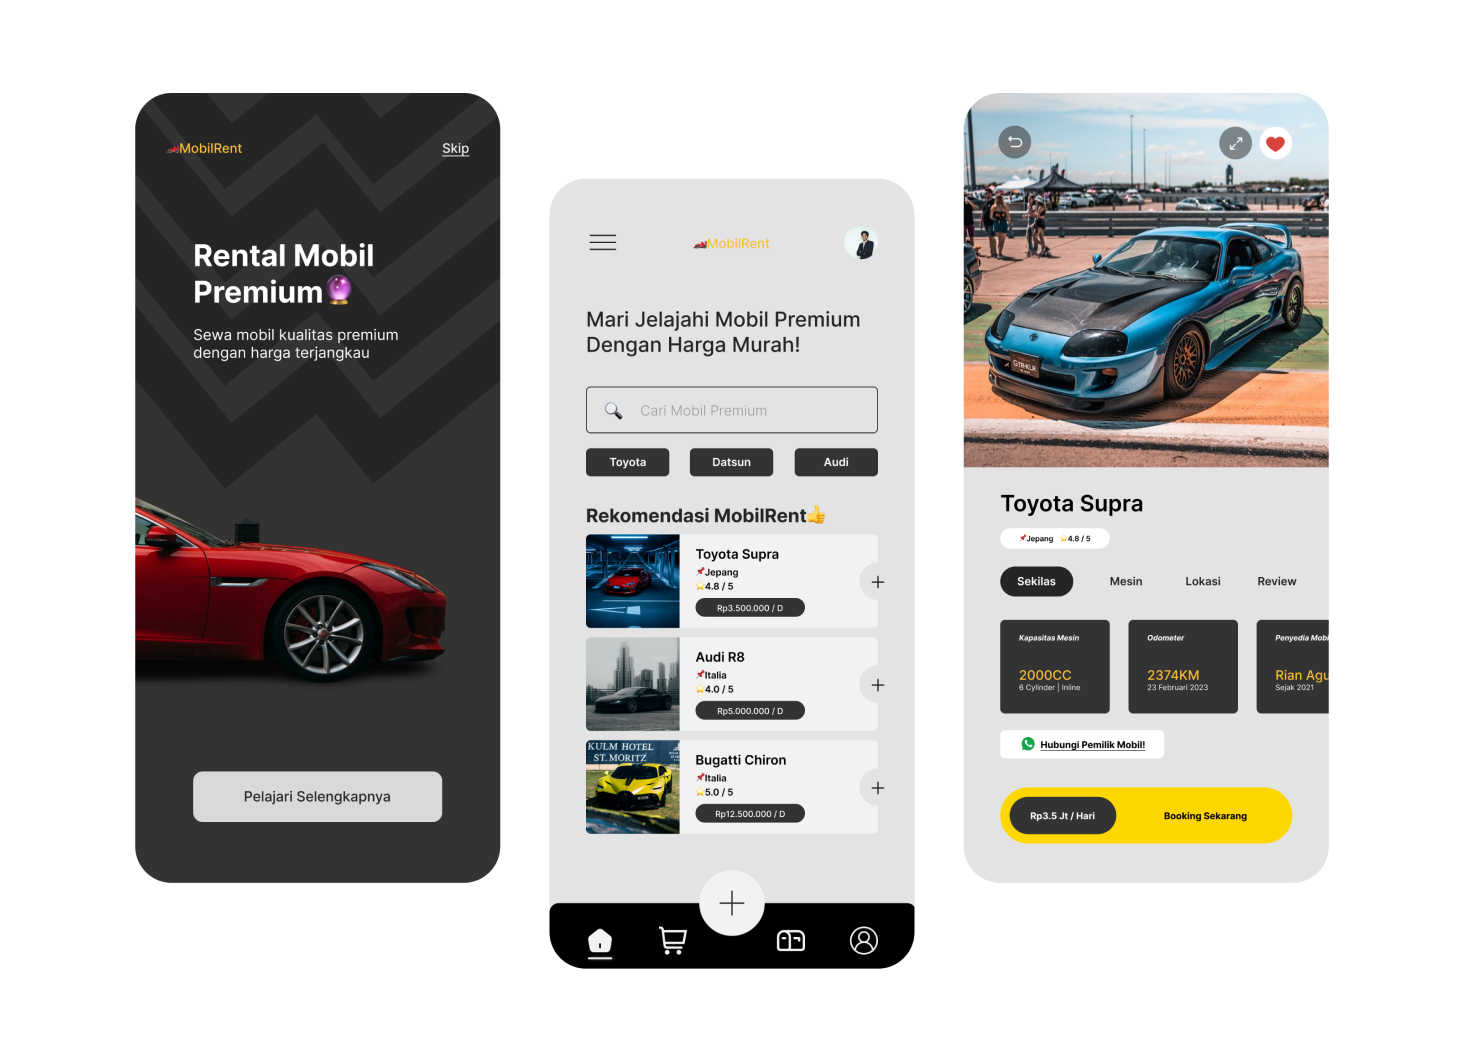 MobilRent
Skip
Rental Mobil
Premium
Sewa mobil kualitas premium
dengan harga terjangkau
Pelajari Selengkapnya
MobilRent
Mari Jelajahi Mobil Premium
Dengan Harga Murah!
Cari Mobil Premium
Toyota
Datsun
Audi
Rekomendasi MobilRent
Toyota Supra
Jepang
4.8 / 5
Rp3.500.000 / D
Audi R8
Italia
4.0 / 5
Rp5.000.000 / D
KULM HOTEL
ST. MORITZ
Bugatti Chiron
Italia
5.0 / 5
Rp12.500.000 / D
Toyota Supra
Jepang 4.8 / 5
Sekilas
Mesin
Lokasi
Review
Kapasitas Mesin
2000CC
6 Cylinder | Inline
Odometer
2374KM
23 Februari 2023
Penyedia Mobi
Rian Agu
Sejak 2021
Hubungi Pemilik Mobil!
Rp3.5 Jt / Hari
Booking Sekarang